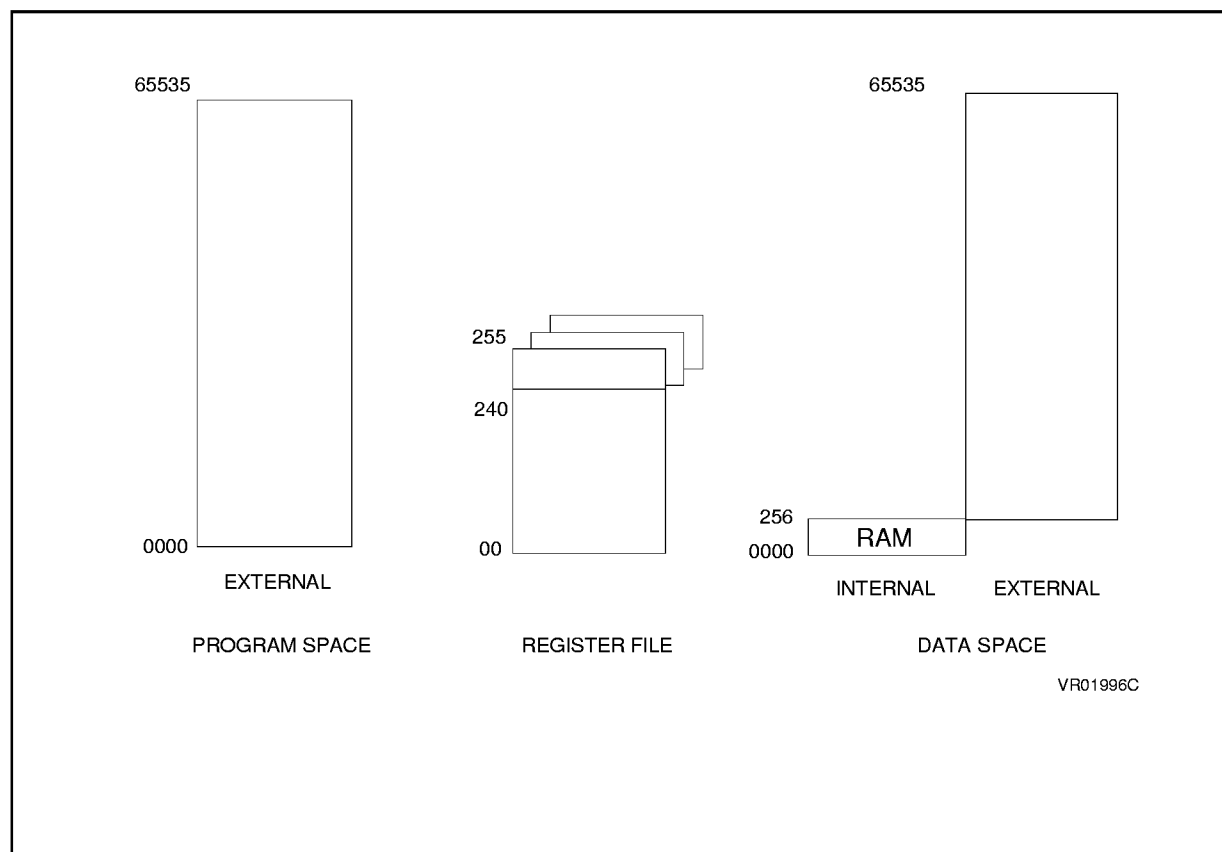 65535
65535
255
240
256
RAM
0000
00
0000
EXTERNAL
INTERNAL
EXTERNAL
PROGRAM SPACE
REGISTER FILE
DATA SPACE
VR01996C